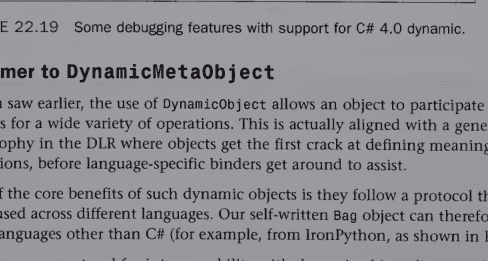 E 22.19 Some debugging features with support for C# 4.0 dynamic.
mer to DynamicMetaObject
saw earlier, the use of DynamicObject allows an object to participate
s for a wide variety of operations. This is actually aligned with a gene
ophy in the DLR where objects get the first crack at defining meaning
ions, before language-specific binders get around to assist.
f the core benefits of such dynamic objects is they follow a protocol th
used across different languages. Our self-written Bag object can therefo
anguages other than C# (for example, from IronPython, as shown in